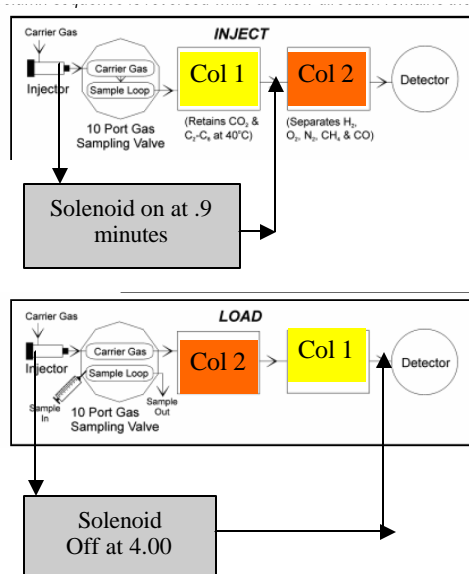 INJECT
Carrier Gas
Carrier Gas
Sample Loop
Injector
Col 1
Col 2
Detector
10 Port Gas
Sampling Valve
(Retains CO₂ &
C₂-C₆ at 40°C)
(Separates H₂,
O₂, N₂, CH₄ & CO)
Solenoid on at .9
minutes
LOAD
Carrier Gas
Carrier Gas
Sample Loop
Injector
Col 2
Col 1
Detector
Sample
In
10 Port Gas
Sampling Valve
Sample
Out
Solenoid
Off at 4.00